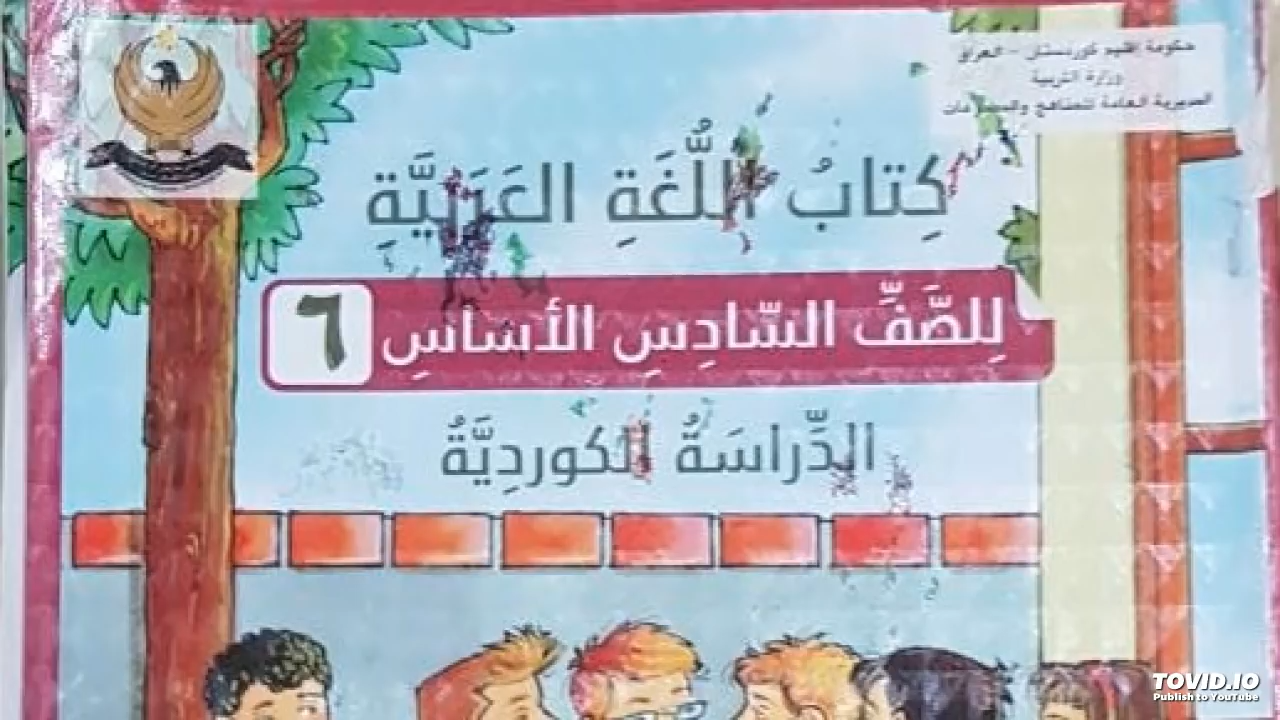 حكومة إقليم كوردستان - العراق
وزارة التربية
المديرية العامة للمناهج والمطبوعات
كِتابُ اللُّغَةِ العَرَبِيَّةِ
لِلصَّفِّ السّادِسِ الأساسِ ٦
الدِّراسَةُ الكوردِيَّةُ
TOVID.IO
Publish to YouTube